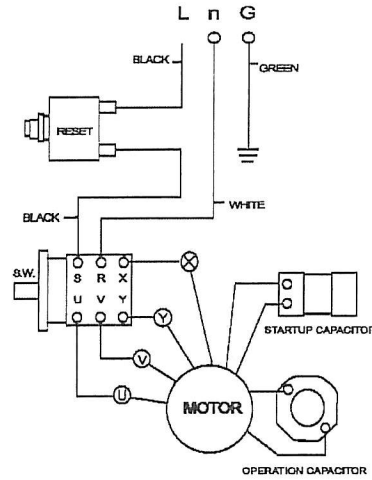 L n G
BLACK
GREEN
RESET
WHITE
BLACK
S.W.
S R X
U V Y
X
Y
V
U
STARTUP CAPACITOR
MOTOR
OPERATION CAPACITOR